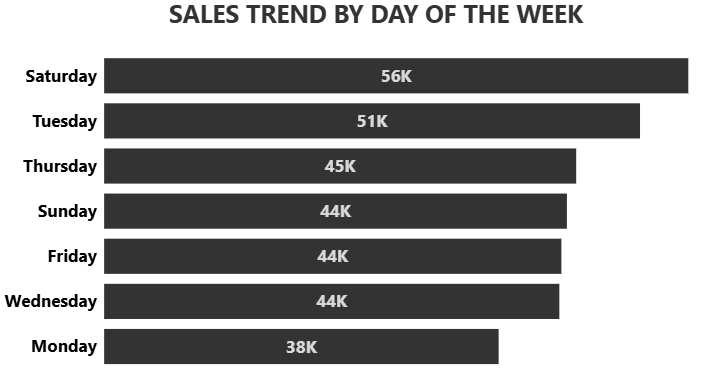 SALES TREND BY DAY OF THE WEEK
Saturday 56K
Tuesday 51K
Thursday 45K
Sunday 44K
Friday 44K
Wednesday 44K
Monday 38K